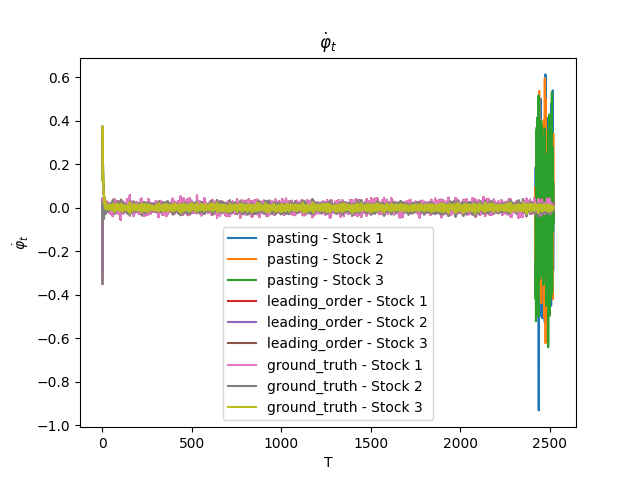 φ̇ₜ
0.6
0.4
0.2
0.0
−0.2
−0.4
−0.6
−0.8
−1.0
φ̇ₜ
pasting - Stock 1
pasting - Stock 2
pasting - Stock 3
leading_order - Stock 1
leading_order - Stock 2
leading_order - Stock 3
ground_truth - Stock 1
ground_truth - Stock 2
ground_truth - Stock 3
0 500 1000 1500 2000 2500
T